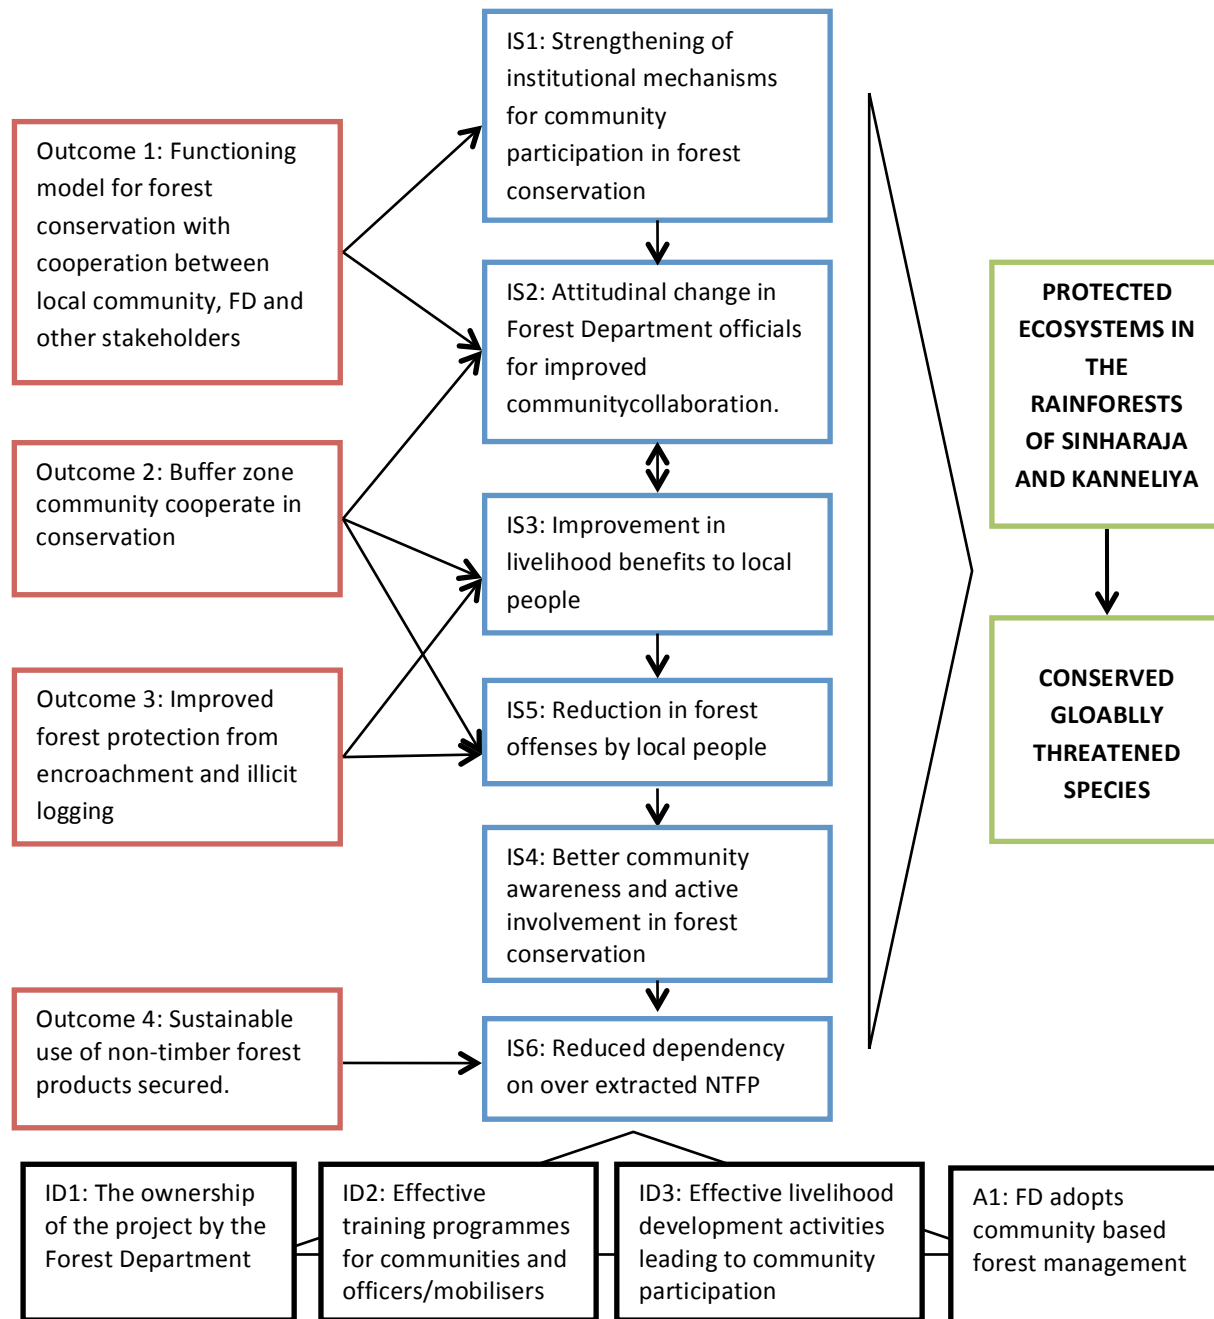 Outcome 1: Functioning
model for forest
conservation with
cooperation between
local community, FD and
other stakeholders
Outcome 2: Buffer zone
community cooperate in
conservation
Outcome 3: Improved
forest protection from
encroachment and illicit
logging
Outcome 4: Sustainable
use of non-timber forest
products secured.
IS1: Strengthening of
institutional mechanisms
for community
participation in forest
conservation
IS2: Attitudinal change in
Forest Department officials
for improved
communitycollaboration.
IS3: Improvement in
livelihood benefits to local
people
IS5: Reduction in forest
offenses by local people
IS4: Better community
awareness and active
involvement in forest
conservation
IS6: Reduced dependency
on over extracted NTFP
PROTECTED
ECOSYSTEMS IN
THE
RAINFORESTS
OF SINHARAJA
AND KANNELIYA
CONSERVED
GLOABLLY
THREATENED
SPECIES
ID1: The ownership
of the project by the
Forest Department
ID2: Effective
training programmes
for communities and
officers/mobilisers
ID3: Effective livelihood
development activities
leading to community
participation
A1: FD adopts
community based
forest management